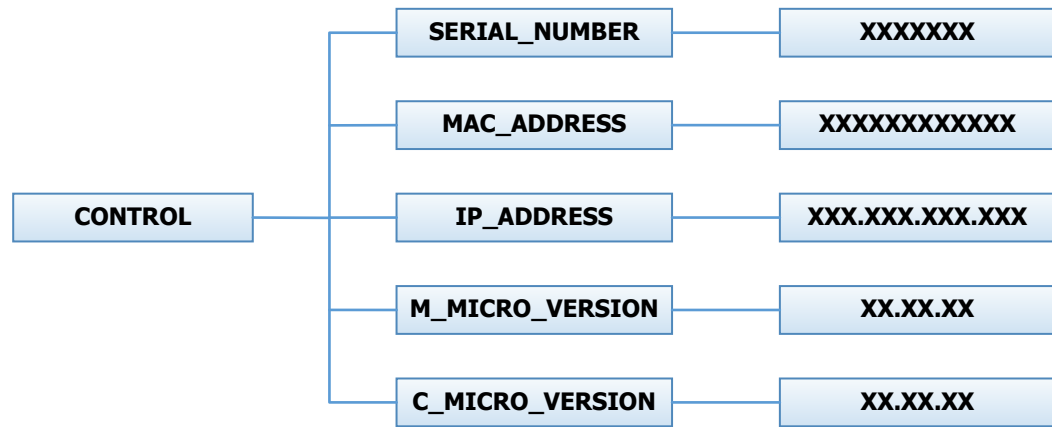 SERIAL_NUMBER XXXXXXX
MAC_ADDRESS XXXXXXXXXXXX
CONTROL IP_ADDRESS XXX.XXX.XXX.XXX
M_MICRO_VERSION XX.XX.XX
C_MICRO_VERSION XX.XX.XX